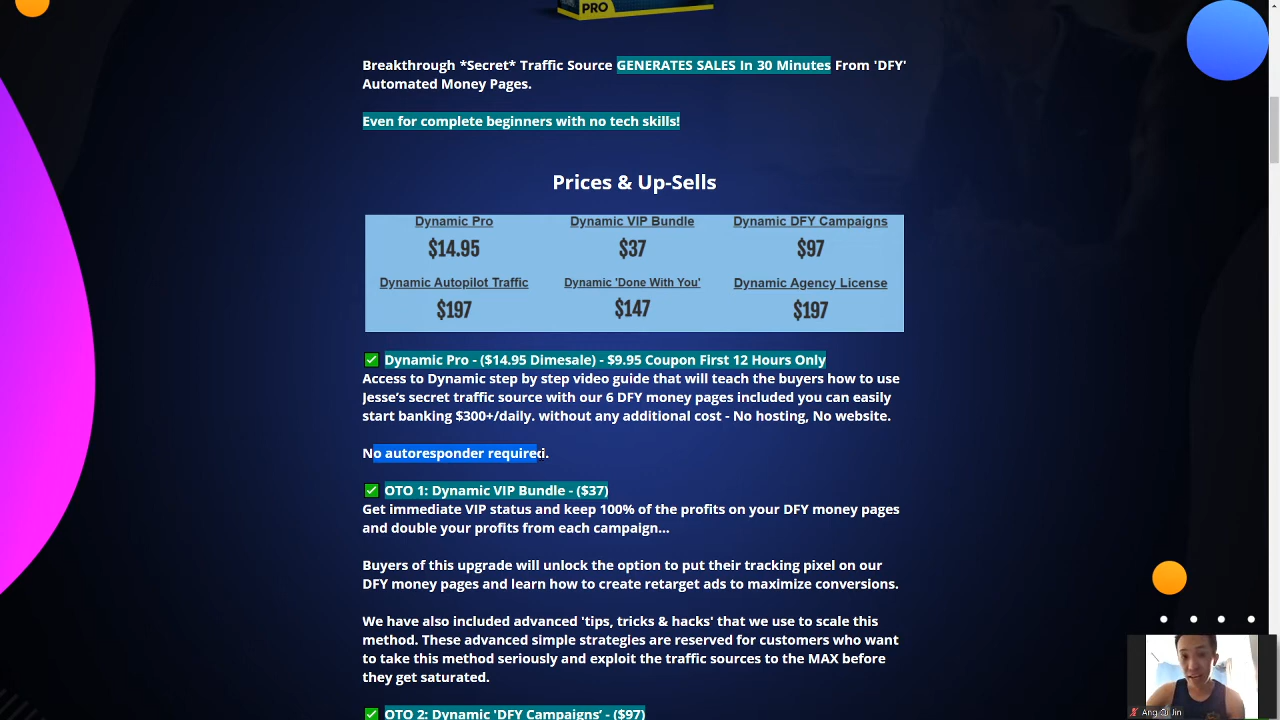 PRO
Breakthrough *Secret* Traffic Source GENERATES SALES In 30 Minutes From 'DFY'
Automated Money Pages.
Even for complete beginners with no tech skills!
Prices & Up-Sells
Dynamic Pro Dynamic VIP Bundle Dynamic DFY Campaigns
$14.95 $37 $97
Dynamic Autopilot Traffic Dynamic 'Done With You' Dynamic Agency License
$197 $147 $197
✅ Dynamic Pro - ($14.95 Dimesale) - $9.95 Coupon First 12 Hours Only
Access to Dynamic step by step video guide that will teach the buyers how to use
Jesse’s secret traffic source with our 6 DFY money pages included you can easily
start banking $300+/daily. without any additional cost - No hosting, No website.
No autoresponder required.
✅ OTO 1: Dynamic VIP Bundle - ($37)
Get immediate VIP status and keep 100% of the profits on your DFY money pages
and double your profits from each campaign...
Buyers of this upgrade will unlock the option to put their tracking pixel on our
DFY money pages and learn how to create retarget ads to maximize conversions.
We have also included advanced 'tips, tricks & hacks' that we use to scale this
method. These advanced simple strategies are reserved for customers who want
to take this method seriously and exploit the traffic sources to the MAX before
they get saturated.
✅ OTO 2: Dynamic 'DFY Campaigns’ - ($97)
Ang @ Jin